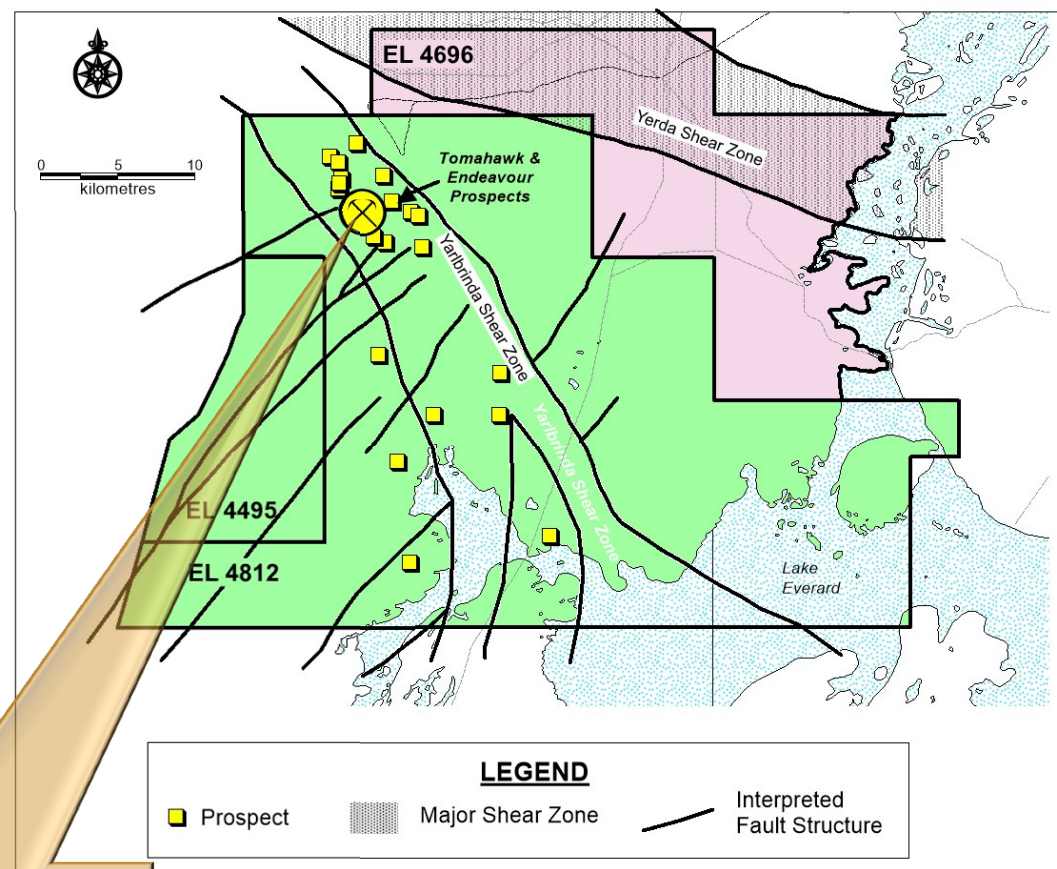 EL 4696
Yerda Shear Zone
0 5 10
kilometres
Tomahawk &
Endeavour
Prospects
Yarlbrinda Shear Zone
Yarlbrinda Shear Zone
EL 4495
EL 4812
Lake
Everard
LEGEND
Prospect
Major Shear Zone
Interpreted
Fault Structure